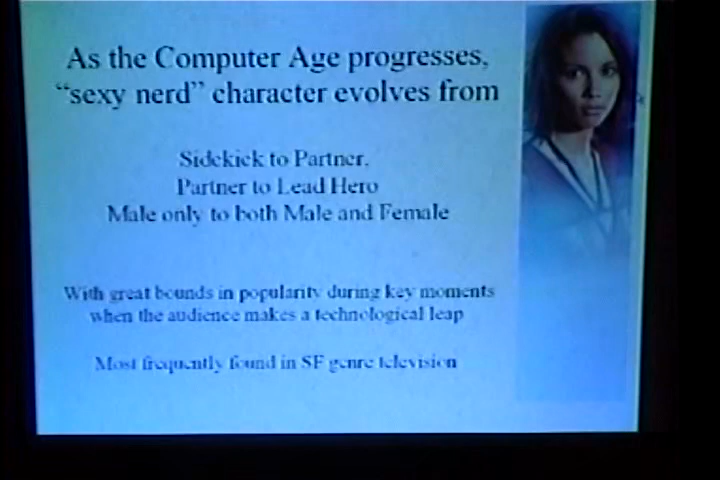 As the Computer Age progresses,
“sexy nerd” character evolves from
Sidekick to Partner.
Partner to Lead Hero
Male only to both Male and Female
With great bounds in popularity during key moments
when the audience makes a technological leap
Most frequently found in SF genre television